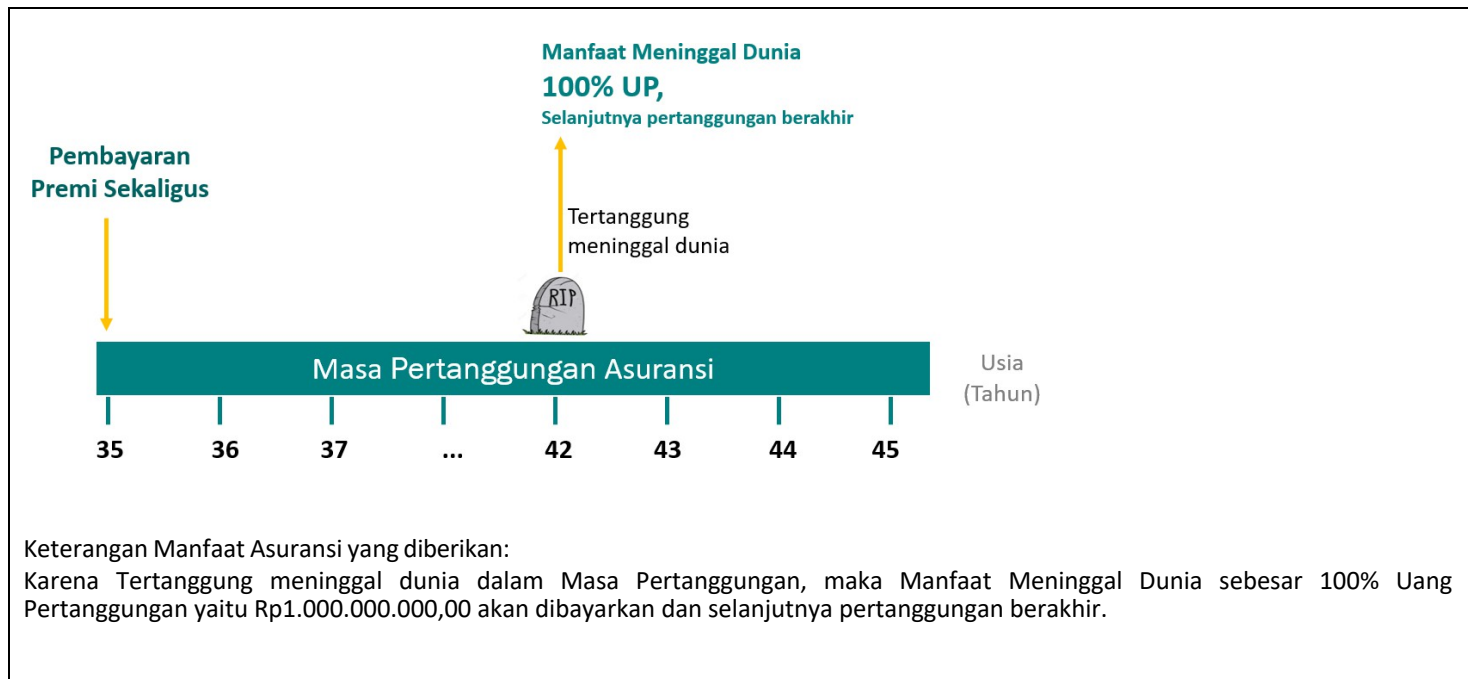 Manfaat Meninggal Dunia
100% UP,
Selanjutnya pertanggungan berakhir
Pembayaran
Premi Sekaligus
Tertanggung
meninggal dunia
RIP
Masa Pertanggungan Asuransi
Usia
(Tahun)
35 36 37 ... 42 43 44 45
Keterangan Manfaat Asuransi yang diberikan:
Karena Tertanggung meninggal dunia dalam Masa Pertanggungan, maka Manfaat Meninggal Dunia sebesar 100% Uang
Pertanggungan yaitu Rp1.000.000.000,00 akan dibayarkan dan selanjutnya pertanggungan berakhir.